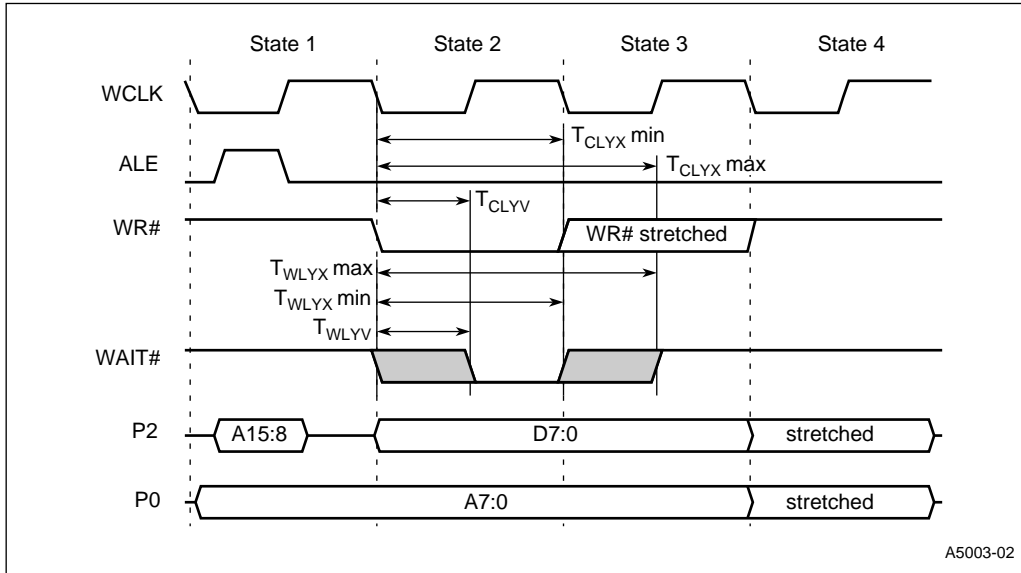 State 1 State 2 State 3 State 4
WCLK
T_CLYX min
ALE
T_CLYX max
T_CLYV
WR#
WR# stretched
T_WLYX max
T_WLYX min
T_WLYV
WAIT#
P2 A15:8 D7:0 stretched
P0 A7:0 stretched
A5003-02